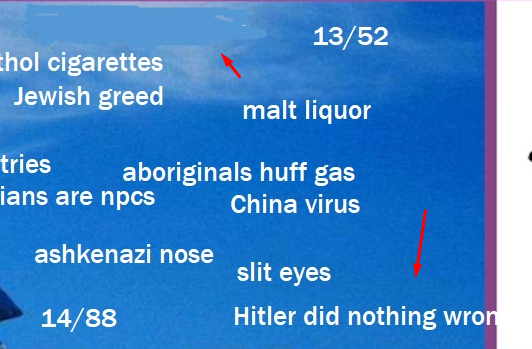 13/52
thol cigarettes
Jewish greed
malt liquor
tries
aboriginals huff gas
ians are npcs
China virus
ashkenazi nose
slit eyes
14/88
Hitler did nothing wron